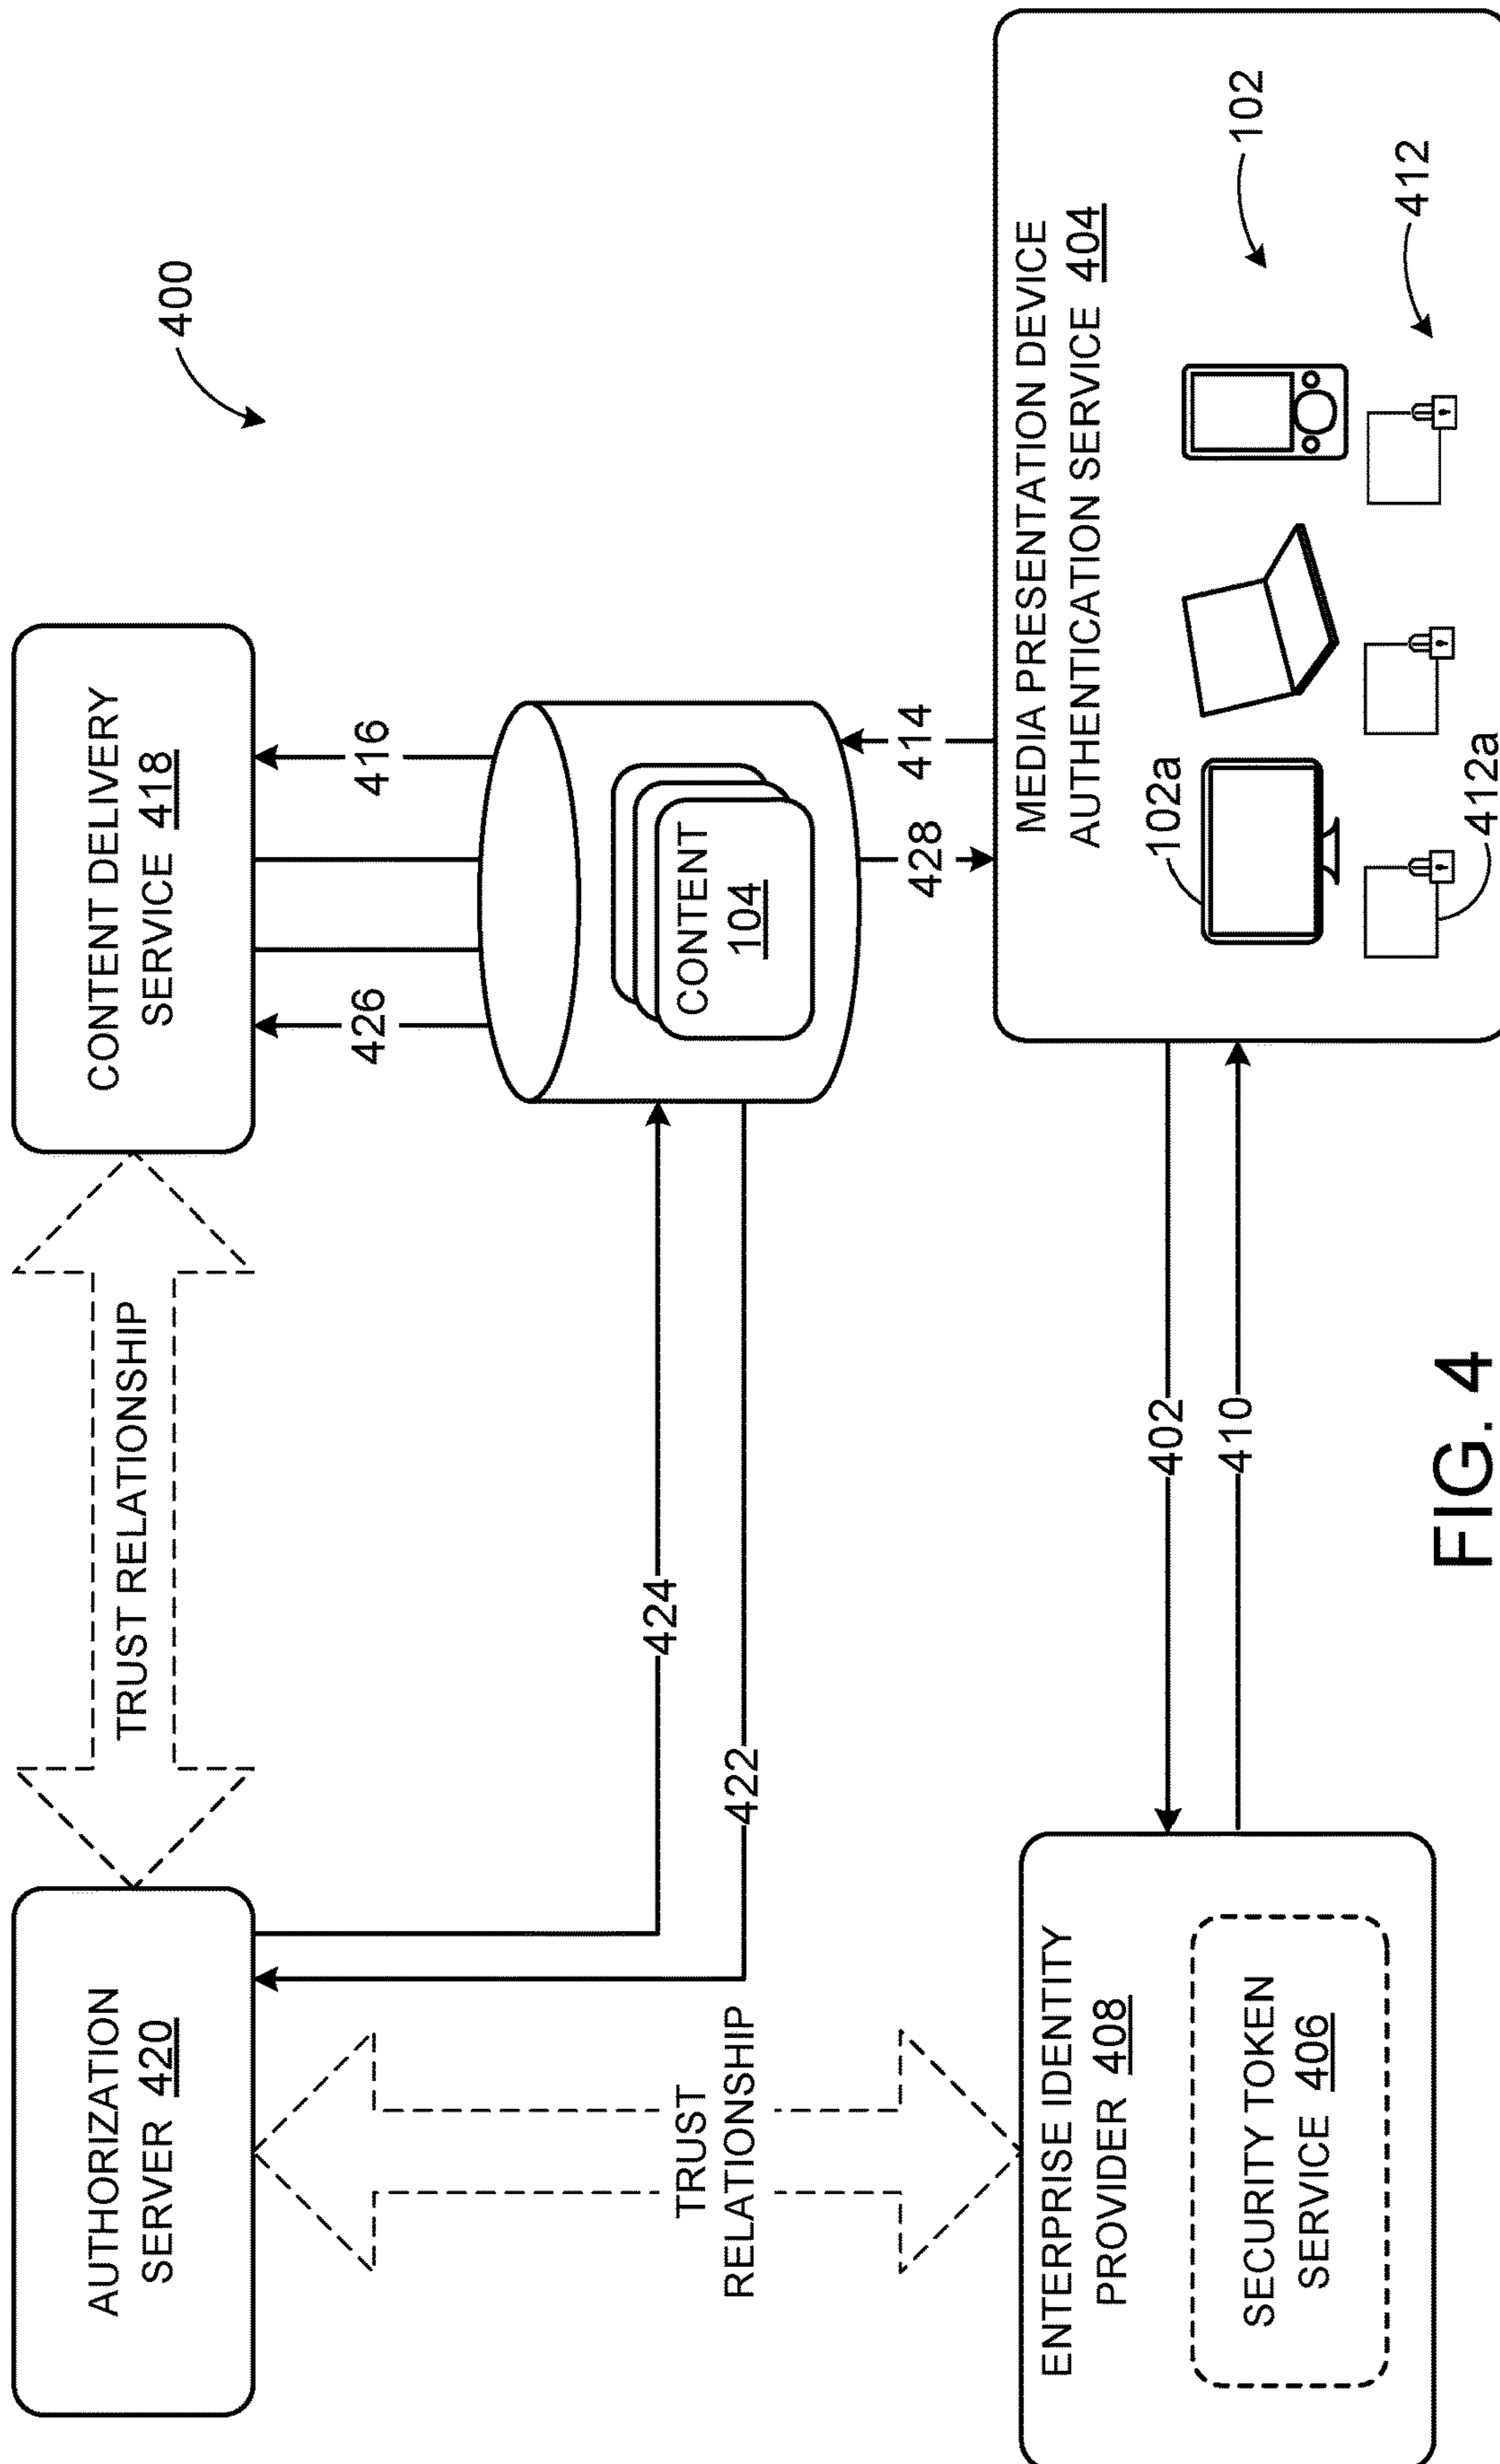 400
AUTHORIZATION
SERVER 420
TRUST RELATIONSHIP
CONTENT DELIVERY
SERVICE 418
426
416
424
422
CONTENT
104
TRUST
RELATIONSHIP
428
414
ENTERPRISE IDENTITY
PROVIDER 408
SECURITY TOKEN
SERVICE 406
402
410
MEDIA PRESENTATION DEVICE
AUTHENTICATION SERVICE 404
102a
102
412a
412
FIG. 4